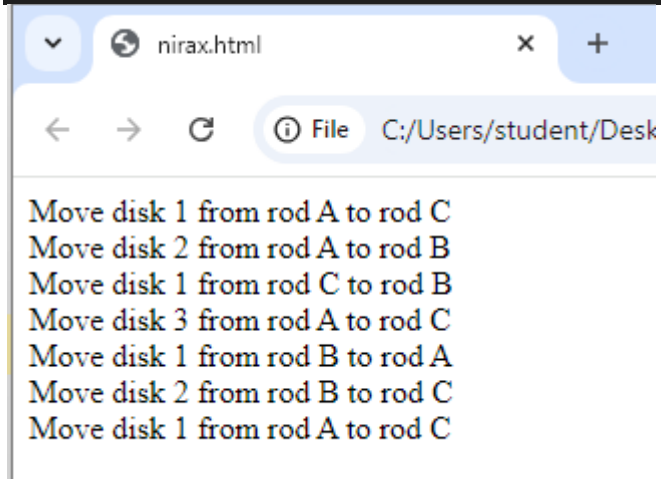 nirax.html
File C:/Users/student/Desk
Move disk 1 from rod A to rod C
Move disk 2 from rod A to rod B
Move disk 1 from rod C to rod B
Move disk 3 from rod A to rod C
Move disk 1 from rod B to rod A
Move disk 2 from rod B to rod C
Move disk 1 from rod A to rod C